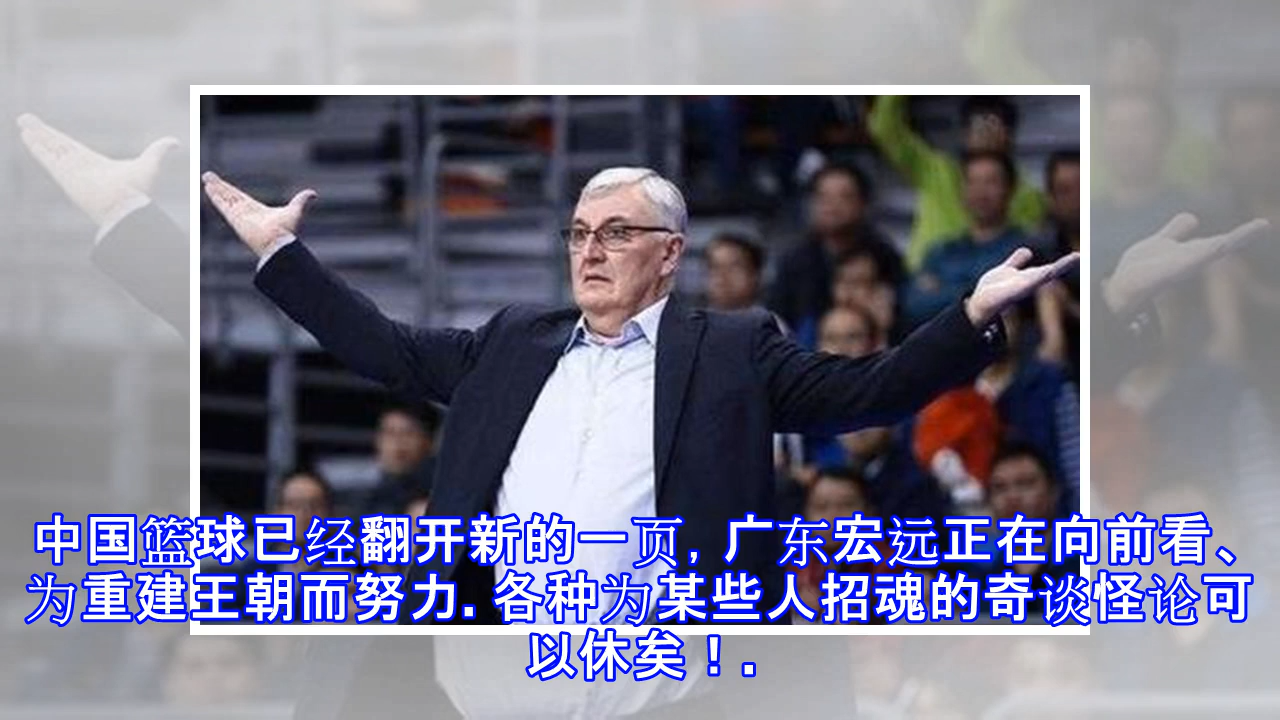 中国篮球已经翻开新的一页, 广东宏远正在向前看、
为重建王朝而努力. 各种为某些人招魂的奇谈怪论可
以休矣！.